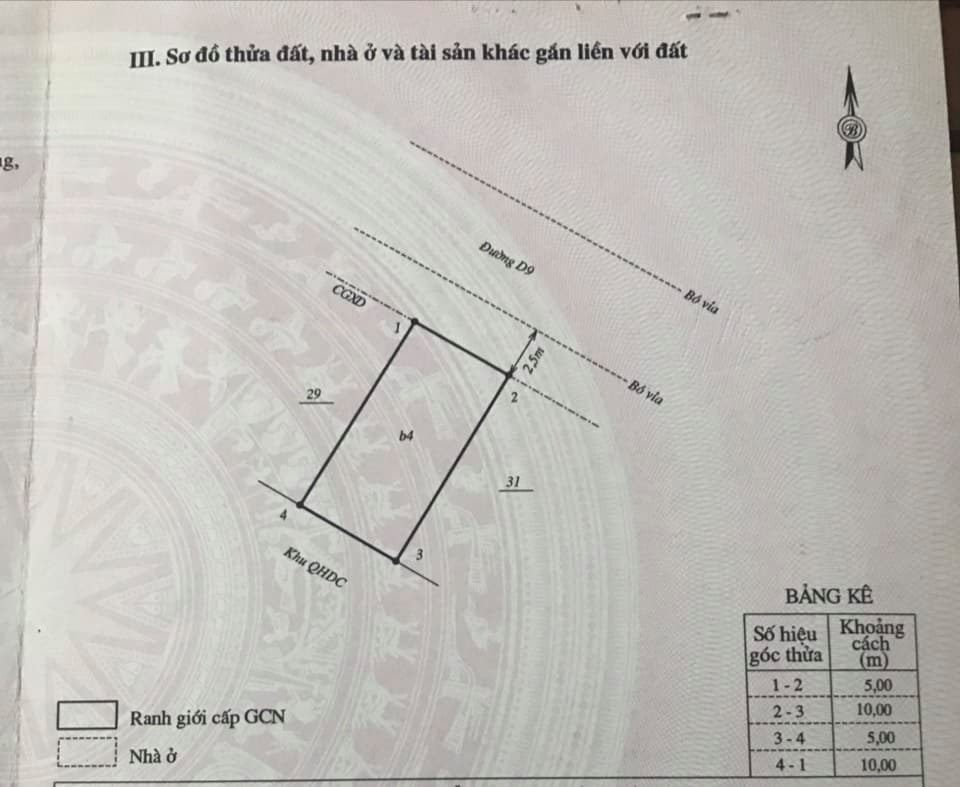 III. Sơ đồ thửa đất, nhà ở và tài sản khác gắn liền với đất
B
Đường D9
Bó vỉa
CGXD
1
2,5m
Bó vỉa
2
29
b4
31
4
3
Khu QHDC
BẢNG KÊ
Số hiệu góc thửa Khoảng cách (m)
1 - 2 5,00
2 - 3 10,00
3 - 4 5,00
4 - 1 10,00
Ranh giới cấp GCN
Nhà ở